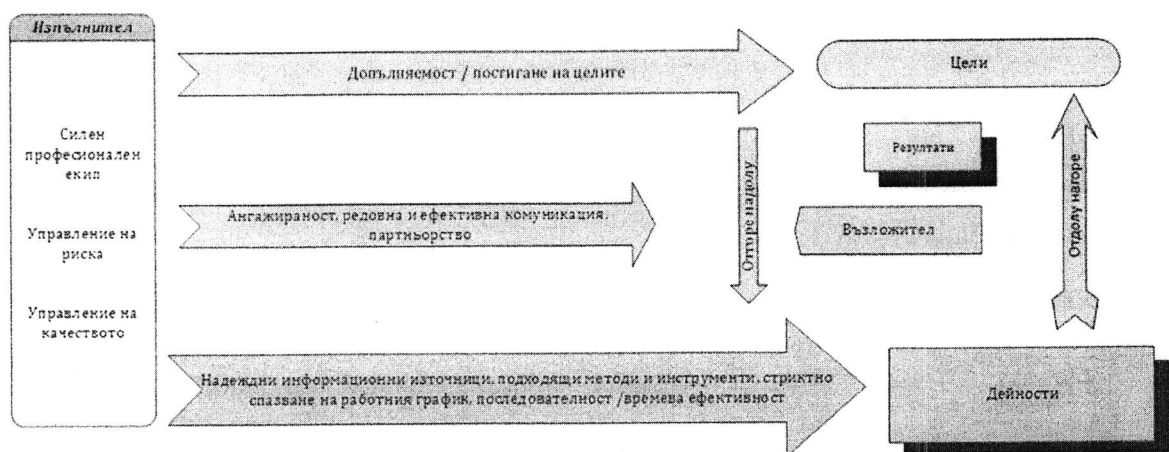 Изпълнител
Силен
професионален
екип
Управление на
риска
Управление на
качеството
Допълняемост / постигане на целите
Ангажираност, редовна и ефективна комуникация,
партньорство
Надеждни информационни източници, подходящи методи и инструменти, стриктно
спазване на работния график, последователност /времева ефективност
Отгоре надолу
Цели
Резултати
Възложител
Отдолу нагоре
Дейности